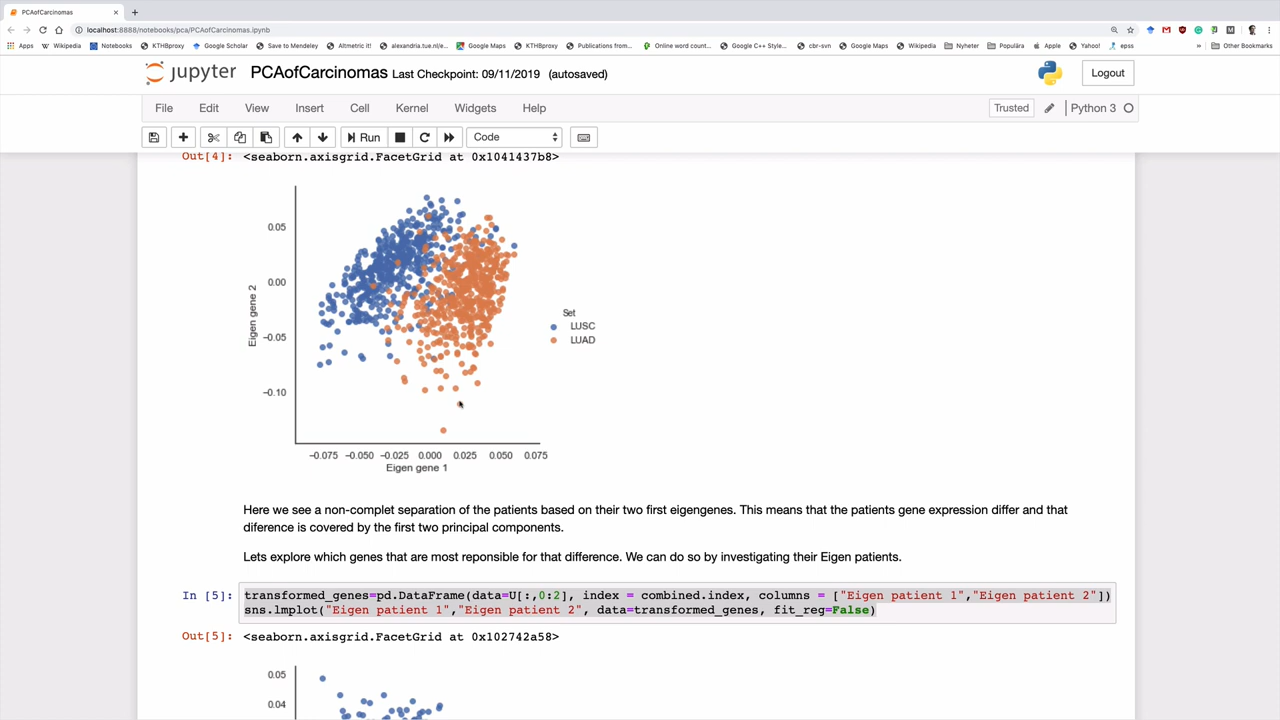 PCAofCarcinomas
localhost:8888/notebooks/pca/PCAofCarcinomas.ipynb
Apps Wikipedia Notebooks KTHBproxy Google Scholar Save to Mendeley Altmetric it! alexandria.tue.nl/e... Google Maps KTHBproxy Publications from... Online word count... Google C++ Style... cbr-svn Google Maps Wikipedia Nyheter Populära Apple Yahoo! epss » Other Bookmarks
jupyter PCAofCarcinomas Last Checkpoint: 09/11/2019 (autosaved) Logout
File Edit View Insert Cell Kernel Widgets Help Trusted Python 3
Run Code
Out[4]: <seaborn.axisgrid.FacetGrid at 0x1041437b8>
0.05
0.00
−0.05
−0.10
Eigen gene 2
Set
LUSC
LUAD
−0.075 −0.050 −0.025 0.000 0.025 0.050 0.075
Eigen gene 1
Here we see a non-complet separation of the patients based on their two first eigengenes. This means that the patients gene expression differ and that
diference is covered by the first two principal components.
Lets explore which genes that are most reponsible for that difference. We can do so by investigating their Eigen patients.
In [5]: transformed_genes=pd.DataFrame(data=U[:,0:2], index = combined.index, columns = ["Eigen patient 1","Eigen patient 2"])
sns.lmplot("Eigen patient 1","Eigen patient 2", data=transformed_genes, fit_reg=False)
Out[5]: <seaborn.axisgrid.FacetGrid at 0x102742a58>
0.05
0.04